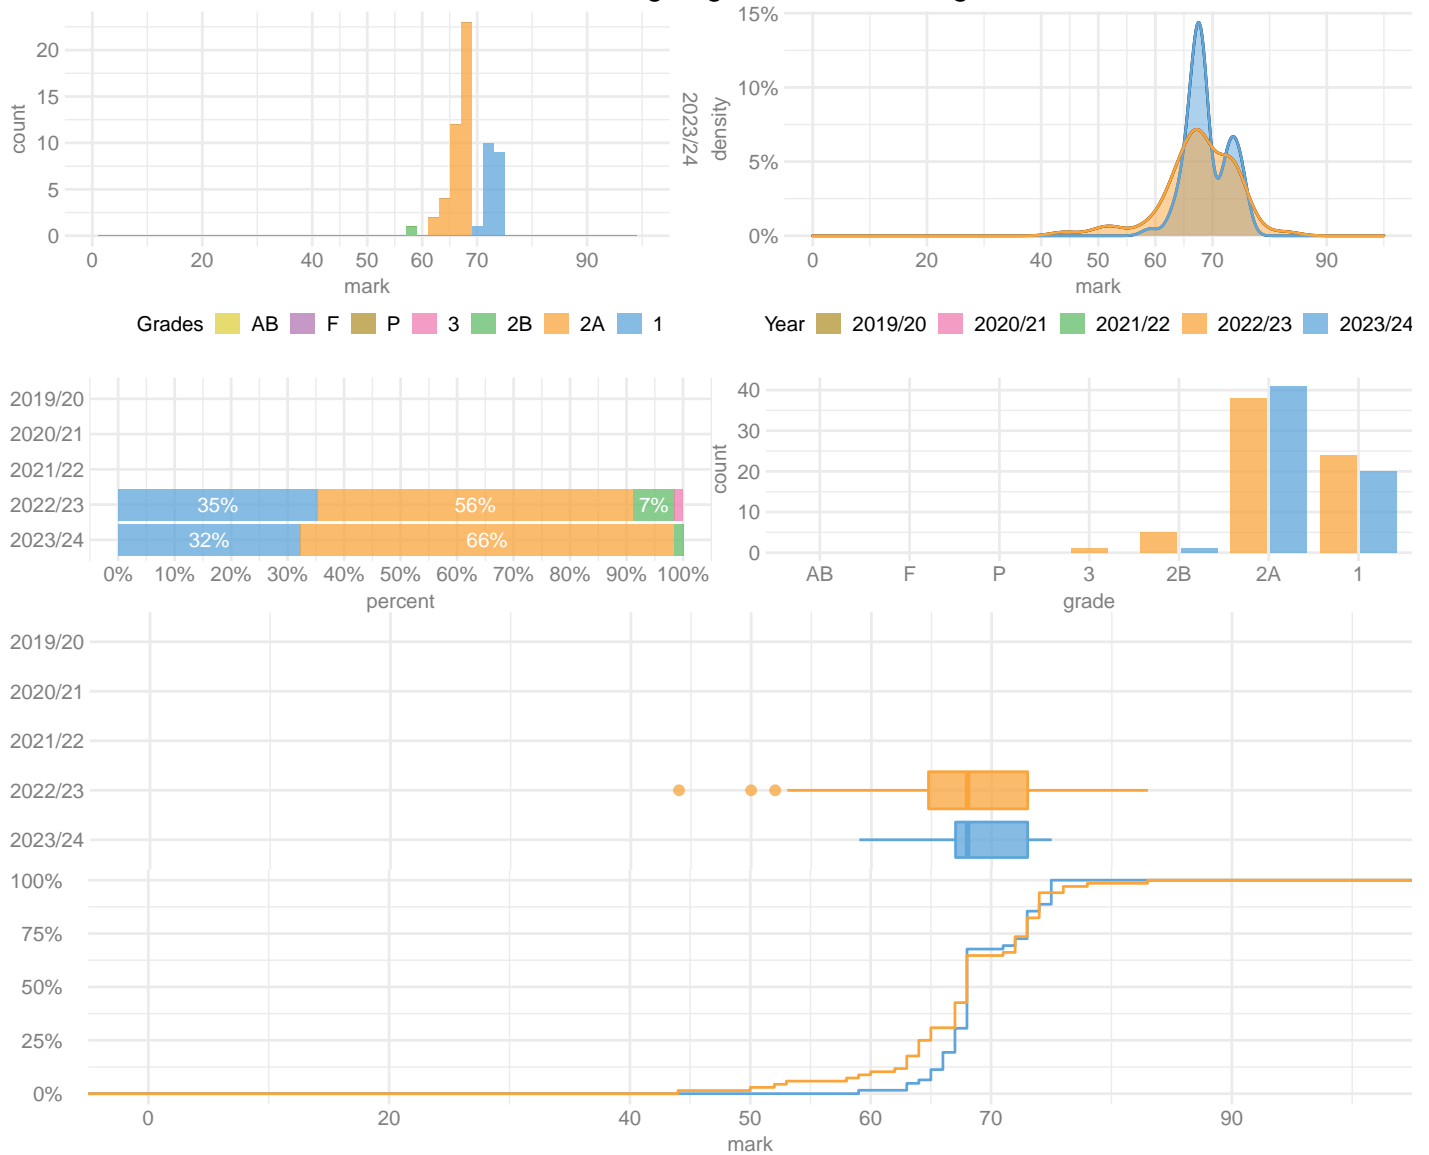 20
15
10
5
0
count
0 20 40 50 60 70 90
mark
2023/24
Grades AB F P 3 2B 2A 1
15%
10%
5%
0%
density
0 20 40 50 60 70 90
mark
Year 2019/20 2020/21 2021/22 2022/23 2023/24
2019/20
2020/21
2021/22
2022/23 35% 56% 7%
2023/24 32% 66%
0% 10% 20% 30% 40% 50% 60% 70% 80% 90% 100%
percent
40
30
20
10
0
count
AB F P 3 2B 2A 1
grade
2019/20
2020/21
2021/22
2022/23
2023/24
100%
75%
50%
25%
0%
0 20 40 50 60 70 90
mark